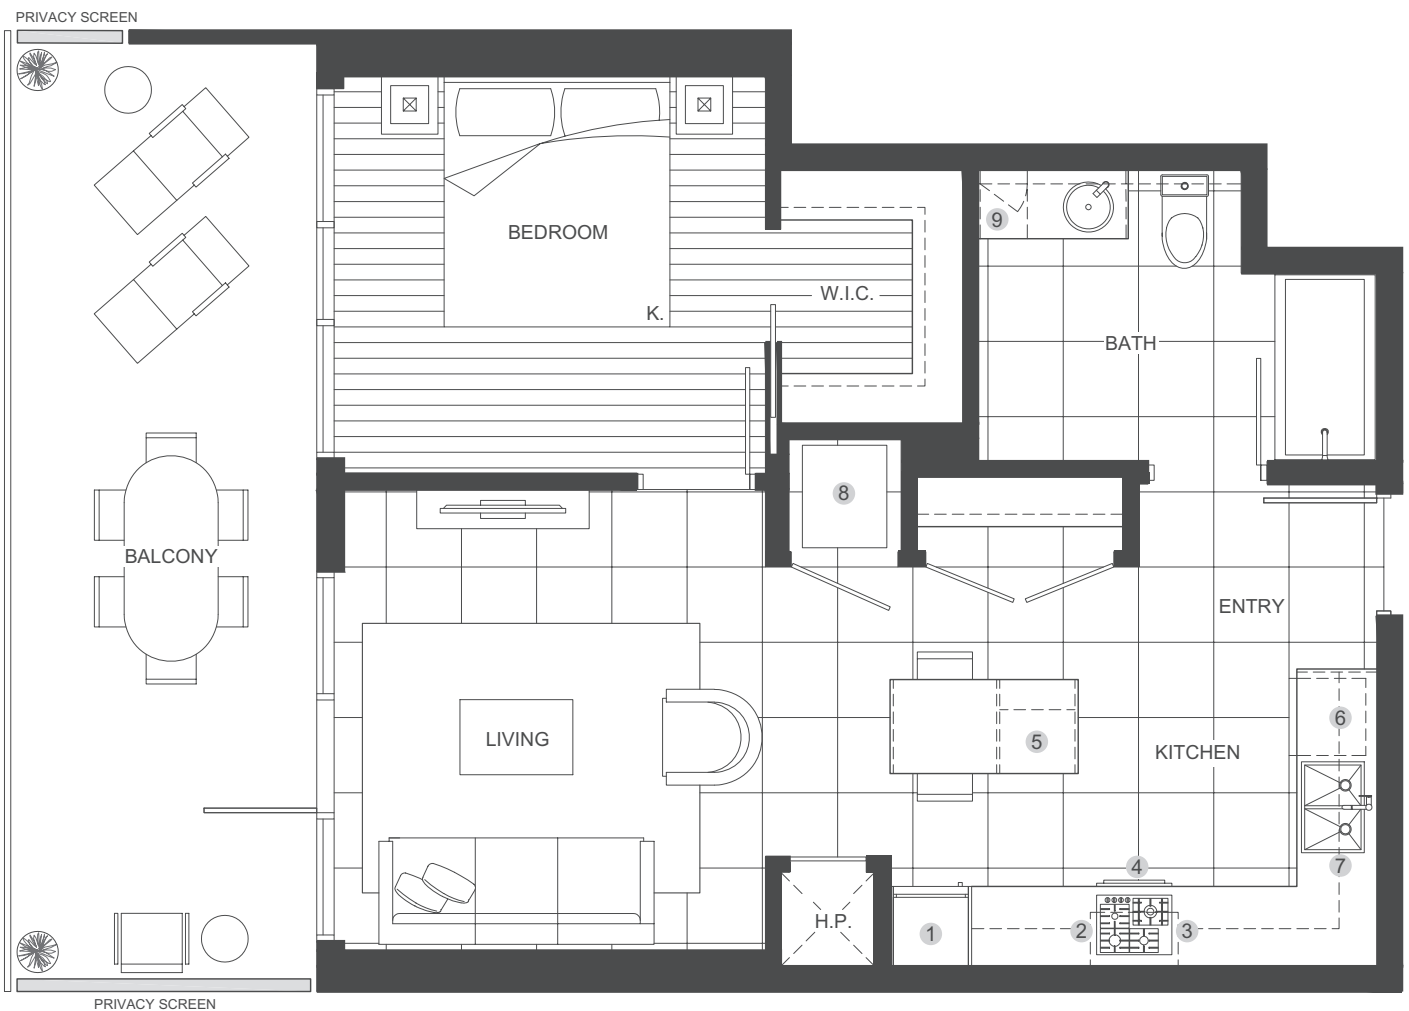 PRIVACY SCREEN
BEDROOM
K.
W.I.C.
9
BATH
8
BALCONY
ENTRY
LIVING
5
KITCHEN
6
7
4
H.P.
1
2
3
PRIVACY SCREEN